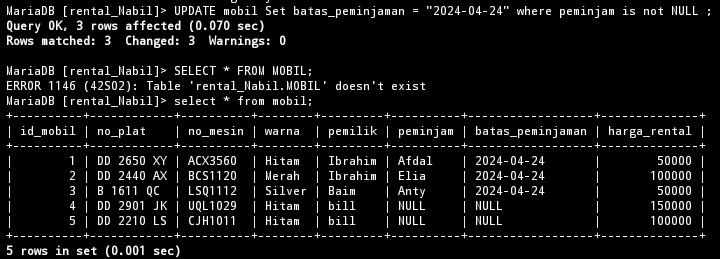 MariaDB [rental_Nabil]> UPDATE mobil Set batas_peminjaman = "2024-04-24" where peminjam is not NULL ;
Query OK, 3 rows affected (0.070 sec)
Rows matched: 3  Changed: 3  Warnings: 0

MariaDB [rental_Nabil]> SELECT * FROM MOBIL;
ERROR 1146 (42S02): Table 'rental_Nabil.MOBIL' doesn't exist
MariaDB [rental_Nabil]> select * from mobil;
+----------+------------+----------+--------+---------+----------+------------------+--------------+
| id_mobil | no_plat    | no_mesin | warna  | pemilik | peminjam | batas_peminjaman | harga_rental |
+----------+------------+----------+--------+---------+----------+------------------+--------------+
|        1 | DD 2650 XY | ACX3560  | Hitam  | Ibrahim | Afdal    | 2024-04-24       |        50000 |
|        2 | DD 2440 AX | BCS1120  | Merah  | Ibrahim | Elia     | 2024-04-24       |       100000 |
|        3 | B 1611 QC  | LSQ1112  | Silver | Baim    | Anty     | 2024-04-24       |        50000 |
|        4 | DD 2901 JK | UQL1029  | Hitam  | bill    | NULL     | NULL             |       150000 |
|        5 | DD 2210 LS | CJH1011  | Hitam  | bill    | NULL     | NULL             |       100000 |
+----------+------------+----------+--------+---------+----------+------------------+--------------+
5 rows in set (0.001 sec)